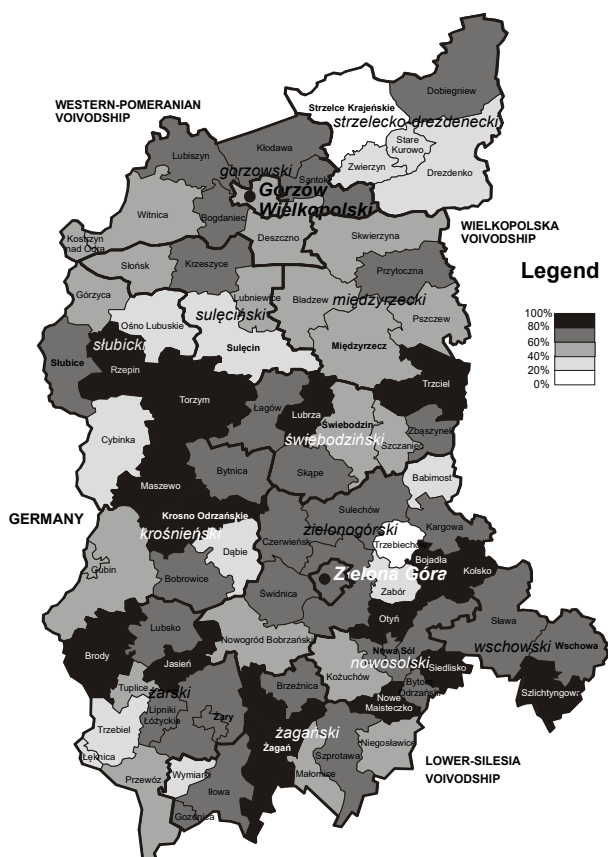 WESTERN-POMERANIAN
VOIVODSHIP
Dobiegniew
Strzelce Krajeńskie
strzelecko-drezdenecki
Kłodawa
Stare
Kurowo
Lubiszyn
gorzowski
Santok
Zwierzyn
Drezdenko
Gorzów
Wielkopolski
Witnica
Bogdaniec
Deszczno
Skwierzyna
WIELKOPOLSKA
VOIVODSHIP
Kostrzyn
nad Odrą
Słońsk
Krzeszyce
Przytoczna
Legend
Górzyca
Lubniewice
Bladzew
międzyrzecki
Pszczew
100%
80%
60%
40%
20%
0%
sulęciński
Ośno Lubuskie
słubicki
Sulęcin
Międzyrzecz
Słubice
Rzepin
Trzciel
Torzym
Łagów
Lubrza
Świebodzin
Zbąszynek
Cybinka
świebodziński
Szczaniec
Bytnica
Skąpe
Babimost
Maszewo
Sulechów
GERMANY
Krosno Odrzańskie
krośnieński
zielonogórski
Kargowa
Czerwieńsk
Trzebiechów
Dąbie
Bojadła
Kolsko
Gubin
Bobrowice
Zielona Góra
Zabór
Świdnica
Otyń
Sława
Lubsko
Nowogród Bobrzański
Nowa Sól
wschowski
Wschowa
Brody
Jasień
nowosolski
Siedlisko
Kożuchów
Bytom
Odrzański
Tuplice
żarski
Brzeźnica
Nowe
Maisteczko
Szlichtyngowa
Lipniki
Łóżyckie
Żary
Trzebiel
żagański
Niegosławice
Żagań
Szprotawa
Łęknica
Przewóz
Wymiarki
Małomice
LOWER-SILESIA
VOIVODSHIP
Iłowa
Gozdnica